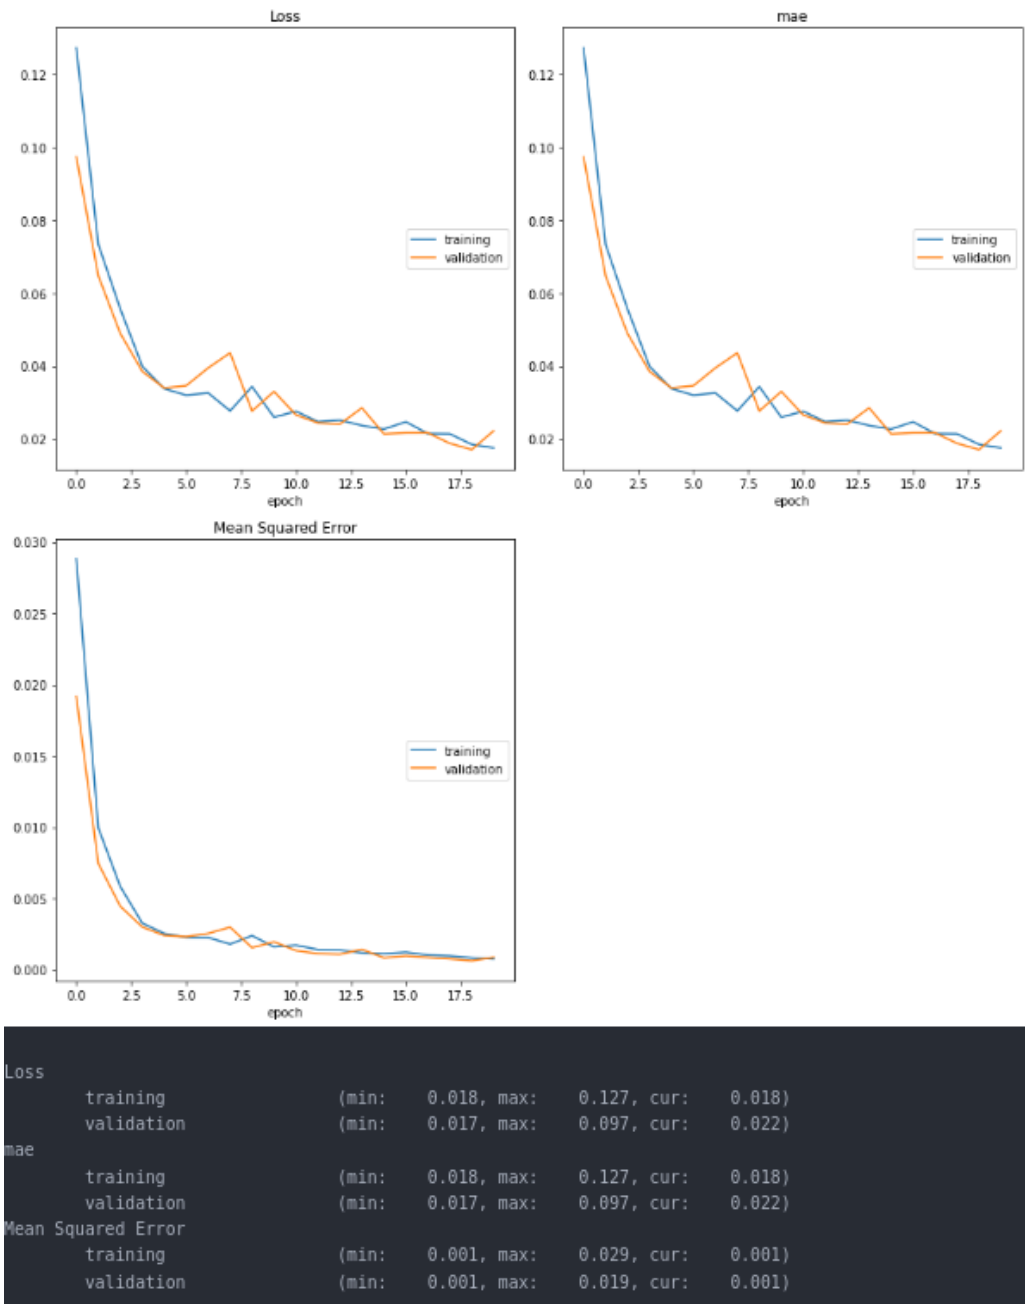 Loss
0.12
0.10
0.08
0.06
0.04
0.02
training
validation
0.0 2.5 5.0 7.5 10.0 12.5 15.0 17.5
epoch
mae
0.12
0.10
0.08
0.06
0.04
0.02
training
validation
0.0 2.5 5.0 7.5 10.0 12.5 15.0 17.5
epoch
Mean Squared Error
0.030
0.025
0.020
0.015
0.010
0.005
0.000
training
validation
0.0 2.5 5.0 7.5 10.0 12.5 15.0 17.5
epoch
Loss
training (min: 0.018, max: 0.127, cur: 0.018)
validation (min: 0.017, max: 0.097, cur: 0.022)
mae
training (min: 0.018, max: 0.127, cur: 0.018)
validation (min: 0.017, max: 0.097, cur: 0.022)
Mean Squared Error
training (min: 0.001, max: 0.029, cur: 0.001)
validation (min: 0.001, max: 0.019, cur: 0.001)